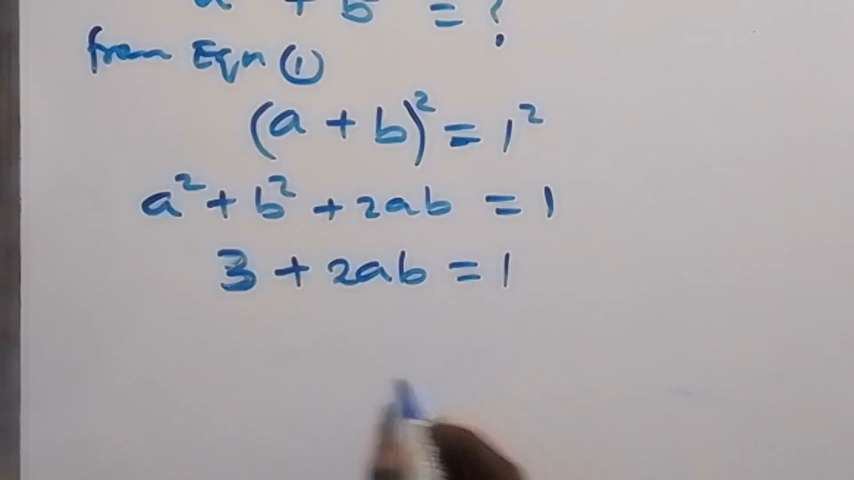 + b = ?
from Eqn (1)
(a + b)² = 1²
a² + b² + 2ab = 1
3 + 2ab = 1